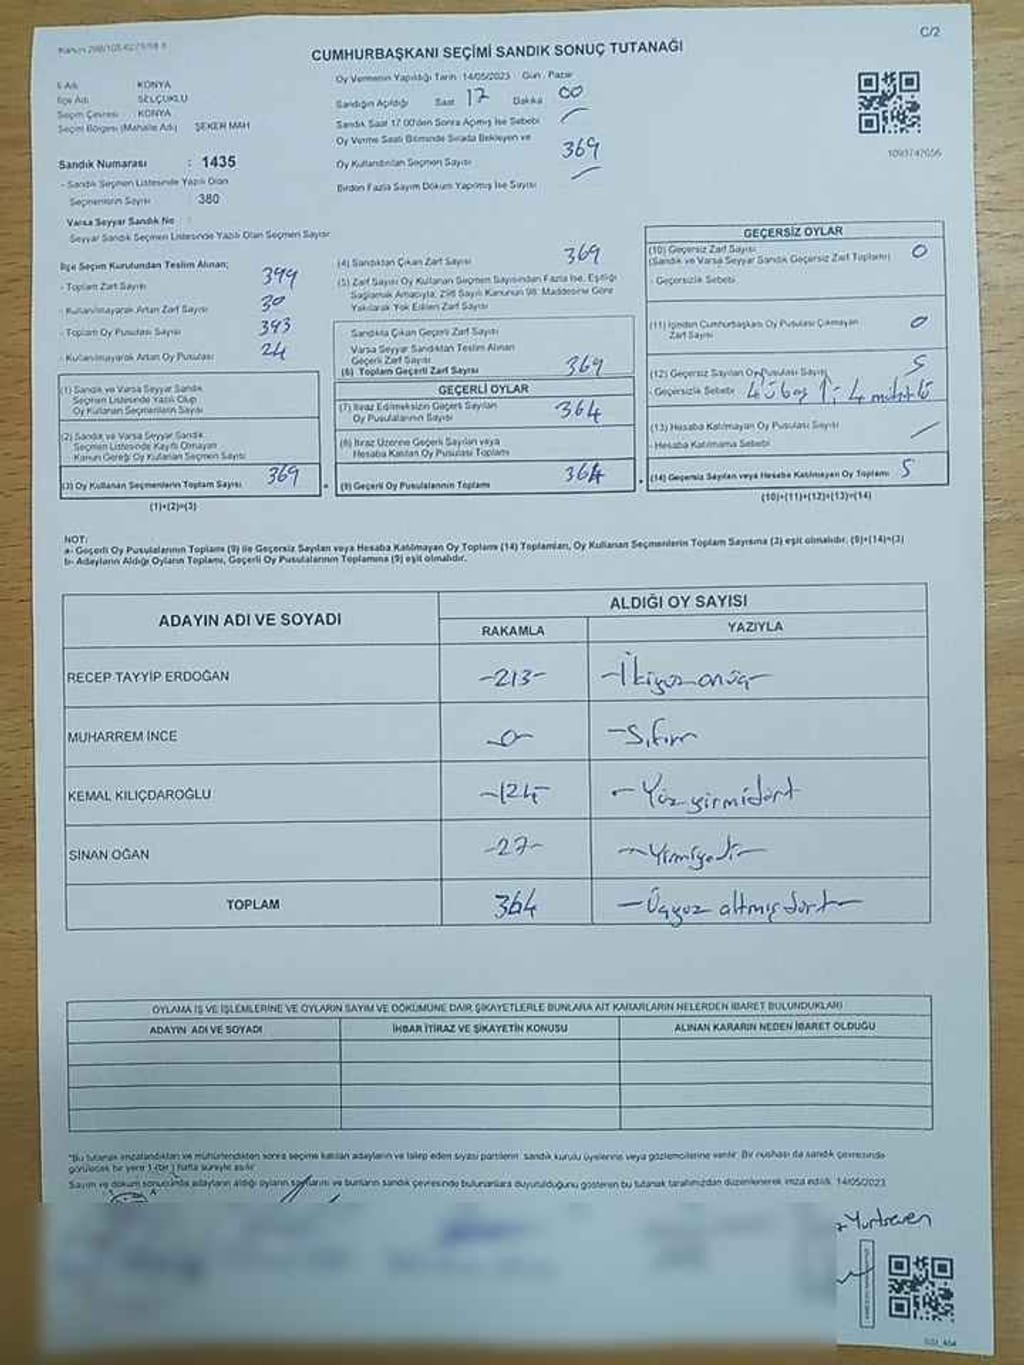 C/2
CUMHURBAŞKANI SEÇİMİ SANDIK SONUÇ TUTANAĞI
İl Adı KONYA
İlçe Adı SELÇUKLU
Seçim Çevresi KONYA
Seçim Bölgesi (Mahalle Adı) ŞEKER MAH
Sandık Numarası : 1435
- Sandık Seçmen Listesinde Yazılı Olan
Seçmenlerin Sayısı 380
Varsa Seyyar Sandık No
Seyyar Sandık Seçmen Listesinde Yazılı Olan Seçmen Sayısı
Oy Vermenin Yapıldığı Tarih 14/05/2023 Gün : Pazar
Sandığın Açıldığı Saat 17 Dakika 00
Sandık Saat 17.00'den Sonra Açılmış İse Sebebi
Oy Verme Saati Bitiminde Sırada Bekleyen ve
Oy Kullandırılan Seçmen Sayısı 369
Birden Fazla Sayım Döküm Yapılmış İse Sayısı
1093742056
İlçe Seçim Kurulundan Teslim Alınan;
- Toplam Zarf Sayısı 399
- Kullanılmayarak Artan Zarf Sayısı 30
- Toplam Oy Pusulası Sayısı 393
- Kullanılmayarak Artan Oy Pusulası 24
(1) Sandık ve Varsa Seyyar Sandık
Seçmen Listesinde Yazılı Olup
Oy Kullanan Seçmenlerin Sayısı
(2) Sandık ve Varsa Seyyar Sandık
Seçmen Listesinde Kayıtlı Olmayan
Kanun Gereği Oy Kullanan Seçmen Sayısı
(3) Oy Kullanan Seçmenlerin Toplam Sayısı 369
(1)+(2)=(3)
(4) Sandıktan Çıkan Zarf Sayısı 369
(5) Zarf Sayısı Oy Kullanan Seçmen Sayısından Fazla İse, Eşitliği
Sağlamak Amacıyla, 298 Sayılı Kanunun 98. Maddesine Göre
Yakılarak Yok Edilen Zarf Sayısı
Sandıkta Çıkan Geçerli Zarf Sayısı
Varsa Seyyar Sandıktan Teslim Alınan
Geçerli Zarf Sayısı
(6) Toplam Geçerli Zarf Sayısı 369
GEÇERLİ OYLAR
(7) İtiraz Edilmeksizin Geçerli Sayılan
Oy Pusulalarının Sayısı 364
(8) İtiraz Üzerine Geçerli Sayılan veya
Hesaba Katılan Oy Pusulası Toplamı
(9) Geçerli Oy Pusulalarının Toplamı 364
GEÇERSİZ OYLAR
(10) Geçersiz Zarf Sayısı
(Sandık ve Varsa Seyyar Sandık Geçersiz Zarf Toplamı) 0
- Geçersizlik Sebebi
(11) İçinden Cumhurbaşkanı Oy Pusulası Çıkmayan
Zarf Sayısı 0
(12) Geçersiz Sayılan Oy Pusulası Sayısı 5
- Geçersizlik Sebebi
(13) Hesaba Katılmayan Oy Pusulası Sayısı
- Hesaba Katılmama Sebebi
(14) Geçersiz Sayılan veya Hesaba Katılmayan Oy Toplamı 5
(10)+(11)+(12)+(13)=(14)
NOT:
a- Geçerli Oy Pusulalarının Toplamı (9) ile Geçersiz Sayılan veya Hesaba Katılmayan Oy Toplamı (14) Toplamları, Oy Kullanan Seçmenlerin Toplam Sayısına (3) eşit olmalıdır. (9)+(14)=(3)
b- Adayların Aldığı Oyların Toplamı, Geçerli Oy Pusulalarının Toplamına (9) eşit olmalıdır.
ADAYIN ADI VE SOYADI ALDIĞI OY SAYISI
RAKAMLA YAZIYLA
RECEP TAYYİP ERDOĞAN -213- -İkiyüzonüç-
MUHARREM İNCE -0- -Sıfır-
KEMAL KILIÇDAROĞLU -124- -Yüzyirmidört
SİNAN OĞAN -27- -Yirmiyedi-
TOPLAM 364 -Üçyüz altmışdört-
OYLAMA İŞ VE İŞLEMLERİNE VE OYLARIN SAYIM VE DÖKÜMÜNE DAİR ŞİKAYETLERLE BUNLARA AİT KARARLARIN NELERDEN İBARET BULUNDUKLARI
ADAYIN ADI VE SOYADI İHBAR İTİRAZ VE ŞİKAYETİN KONUSU ALINAN KARARIN NEDEN İBARET OLDUĞU
*Bu tutanak imzalandıktan ve mühürlendikten sonra seçime katılan adayların ve talep eden siyasi partilerin sandık kurulu üyelerine veya gözlemcilerine verilir. Bir nüshası da sandık çevresinde
görülecek bir yere 1 (bir) hafta süreyle asılır.
Sayım ve döküm sonucunda adayların aldığı oyların sayılarını ve bunların sandık çevresinde bulunanlara duyurulduğunu gösteren bu tutanak tarafımızdan düzenlenerek imza edildi. 14/05/2023
Yurtseven